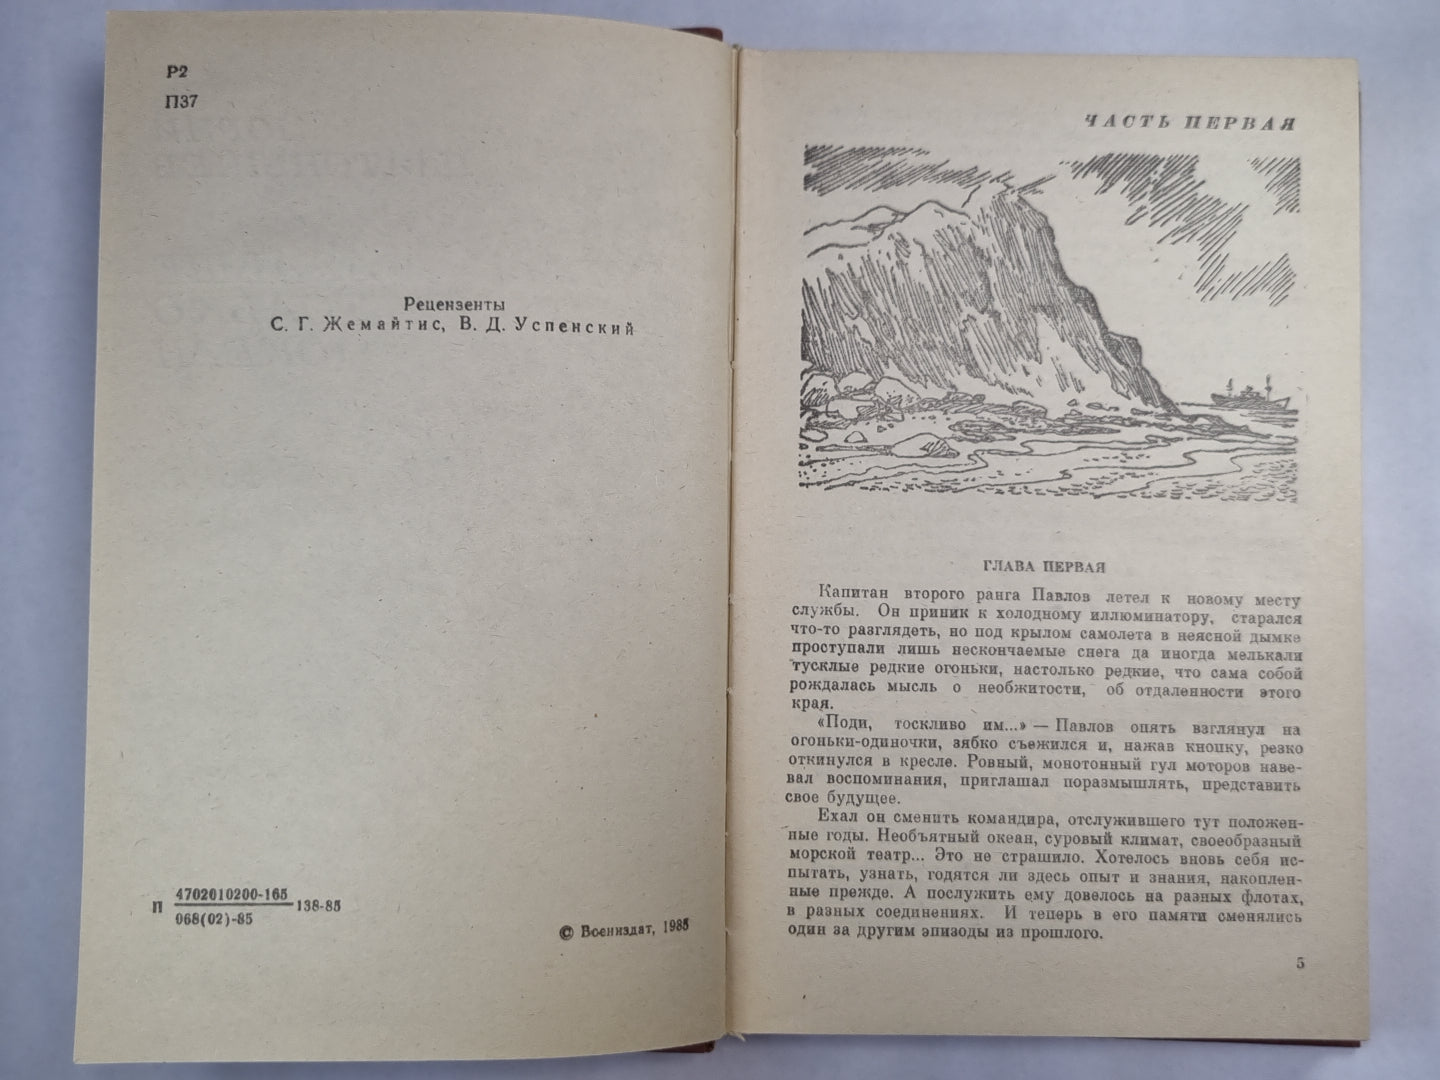 Р2
П37
Рецензенты
С. Г. Жемайтис, В. Д. Успенский
П 4702010200-165 138-85
068(02)-85
© Воениздат, 1985
ЧАСТЬ ПЕРВАЯ
ГЛАВА ПЕРВАЯ
Капитан второго ранга Павлов летел к новому месту
службы. Он приник к холодному иллюминатору, старался
что-то разглядеть, но под крылом самолета в неясной дымке
проступали лишь нескончаемые снега да иногда мелькали
тусклые редкие огоньки, настолько редкие, что сама собой
рождалась мысль о необжитости, об отдаленности этого
края.
«Поди, тоскливо им...» — Павлов опять взглянул на
огоньки-одиночки, зябко съежился и, нажав кнопку, резко
откинулся в кресле. Ровный, монотонный гул моторов наве-
вал воспоминания, приглашал поразмышлять, представить
свое будущее.
Ехал он сменить командира, отслужившего тут положен-
ные годы. Необъятный океан, суровый климат, своеобразный
морской театр... Это не страшило. Хотелось вновь себя ис-
пытать, узнать, годятся ли здесь опыт и знания, накоплен-
ные прежде. А послужить ему довелось на разных флотах,
в разных соединениях. И теперь в его памяти сменялись
один за другим эпизоды из прошлого.
5